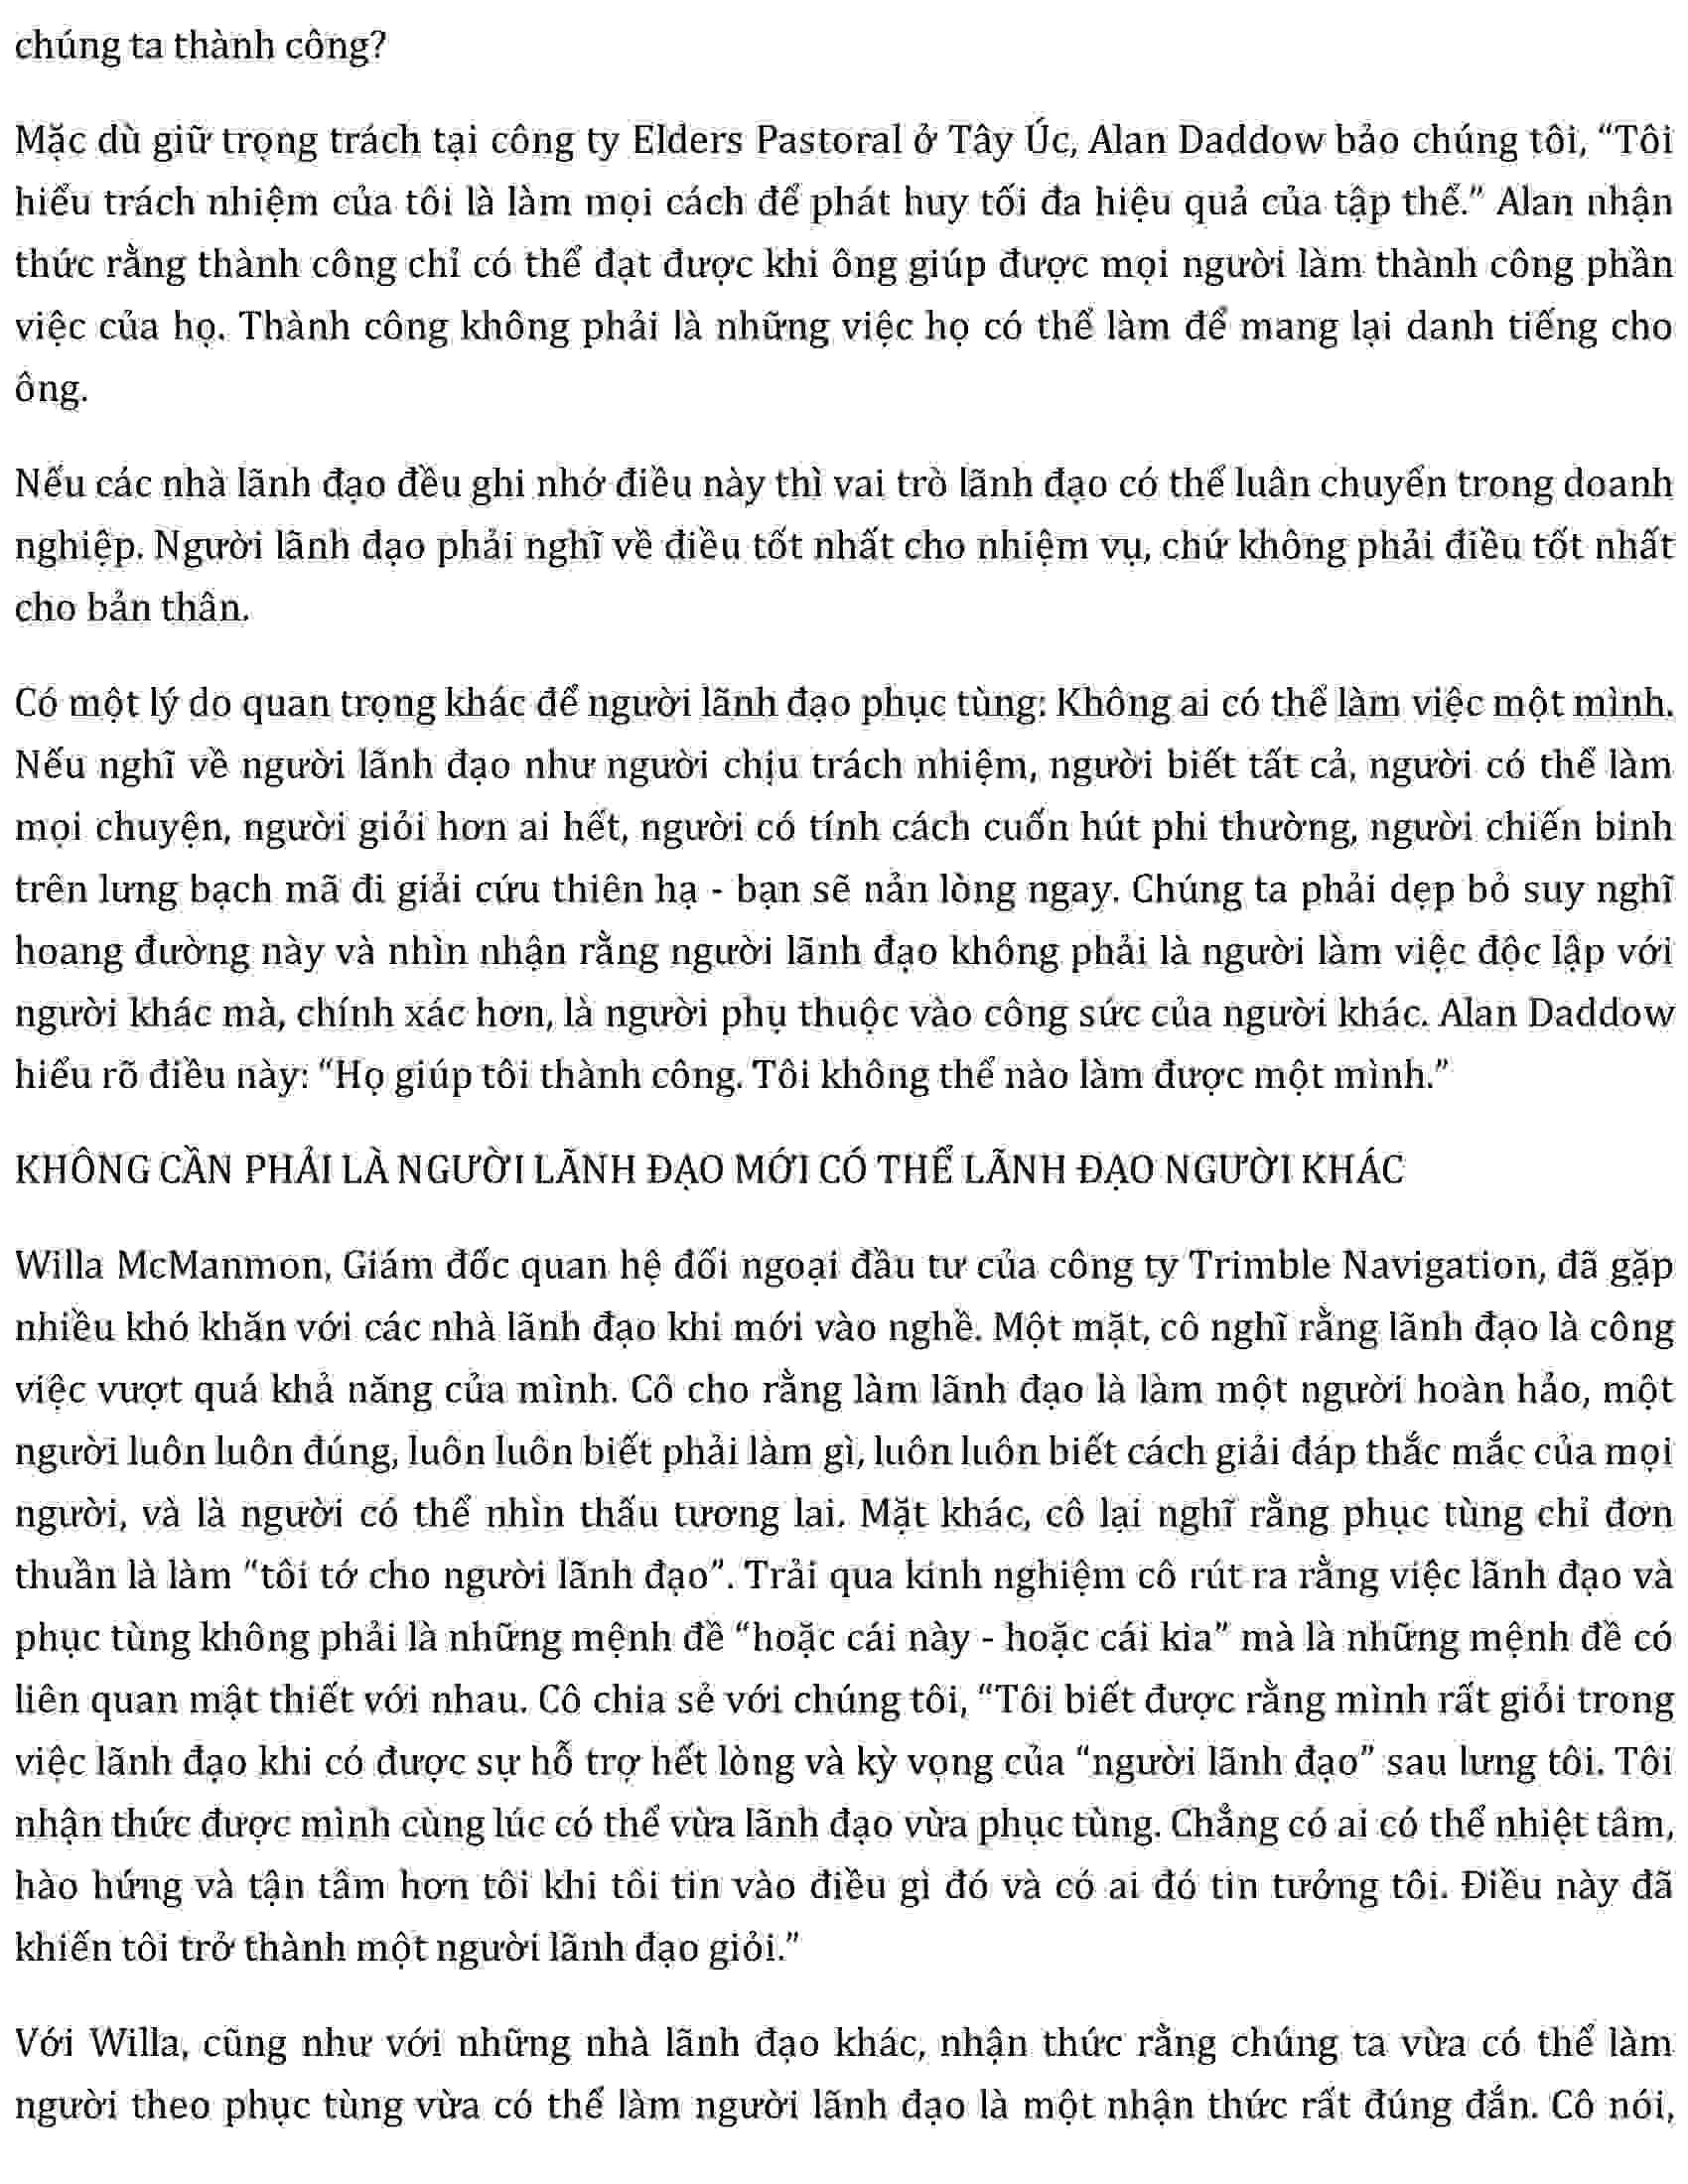 chúng ta thành công?
Mặc dù giữ trọng trách tại công ty Elders Pastoral ở Tây Úc, Alan Daddow bảo chúng tôi, “Tôi
hiểu trách nhiệm của tôi là làm mọi cách để phát huy tối đa hiệu quả của tập thể.” Alan nhận
thức rằng thành công chỉ có thể đạt được khi ông giúp được mọi người làm thành công phần
việc của họ. Thành công không phải là những việc họ có thể làm để mang lại danh tiếng cho
ông.
Nếu các nhà lãnh đạo đều ghi nhớ điều này thì vai trò lãnh đạo có thể luân chuyển trong doanh
nghiệp. Người lãnh đạo phải nghĩ về điều tốt nhất cho nhiệm vụ, chứ không phải điều tốt nhất
cho bản thân.
Có một lý do quan trọng khác để người lãnh đạo phục tùng: Không ai có thể làm việc một mình.
Nếu nghĩ về người lãnh đạo như người chịu trách nhiệm, người biết tất cả, người có thể làm
mọi chuyện, người giỏi hơn ai hết, người có tính cách cuốn hút phi thường, người chiến binh
trên lưng bạch mã đi giải cứu thiên hạ - bạn sẽ nản lòng ngay. Chúng ta phải dẹp bỏ suy nghĩ
hoang đường này và nhìn nhận rằng người lãnh đạo không phải là người làm việc độc lập với
người khác mà, chính xác hơn, là người phụ thuộc vào công sức của người khác. Alan Daddow
hiểu rõ điều này: “Họ giúp tôi thành công. Tôi không thể nào làm được một mình.”
KHÔNG CẦN PHẢI LÀ NGƯỜI LÃNH ĐẠO MỚI CÓ THỂ LÃNH ĐẠO NGƯỜI KHÁC
Willa McManmon, Giám đốc quan hệ đối ngoại đầu tư của công ty Trimble Navigation, đã gặp
nhiều khó khăn với các nhà lãnh đạo khi mới vào nghề. Một mặt, cô nghĩ rằng lãnh đạo là công
việc vượt quá khả năng của mình. Cô cho rằng làm lãnh đạo là làm một người hoàn hảo, một
người luôn luôn đúng, luôn luôn biết phải làm gì, luôn luôn biết cách giải đáp thắc mắc của mọi
người, và là người có thể nhìn thấu tương lai. Mặt khác, cô lại nghĩ rằng phục tùng chỉ đơn
thuần là làm “tôi tớ cho người lãnh đạo”. Trải qua kinh nghiệm cô rút ra rằng việc lãnh đạo và
phục tùng không phải là những mệnh đề “hoặc cái này - hoặc cái kia” mà là những mệnh đề có
liên quan mật thiết với nhau. Cô chia sẻ với chúng tôi, “Tôi biết được rằng mình rất giỏi trong
việc lãnh đạo khi có được sự hỗ trợ hết lòng và kỳ vọng của “người lãnh đạo” sau lưng tôi. Tôi
nhận thức được mình cùng lúc có thể vừa lãnh đạo vừa phục tùng. Chẳng có ai có thể nhiệt tâm,
hào hứng và tận tâm hơn tôi khi tôi tin vào điều gì đó và có ai đó tin tưởng tôi. Điều này đã
khiến tôi trở thành một người lãnh đạo giỏi.”
Với Willa, cũng như với những nhà lãnh đạo khác, nhận thức rằng chúng ta vừa có thể làm
người theo phục tùng vừa có thể làm người lãnh đạo là một nhận thức rất đúng đắn. Cô nói,